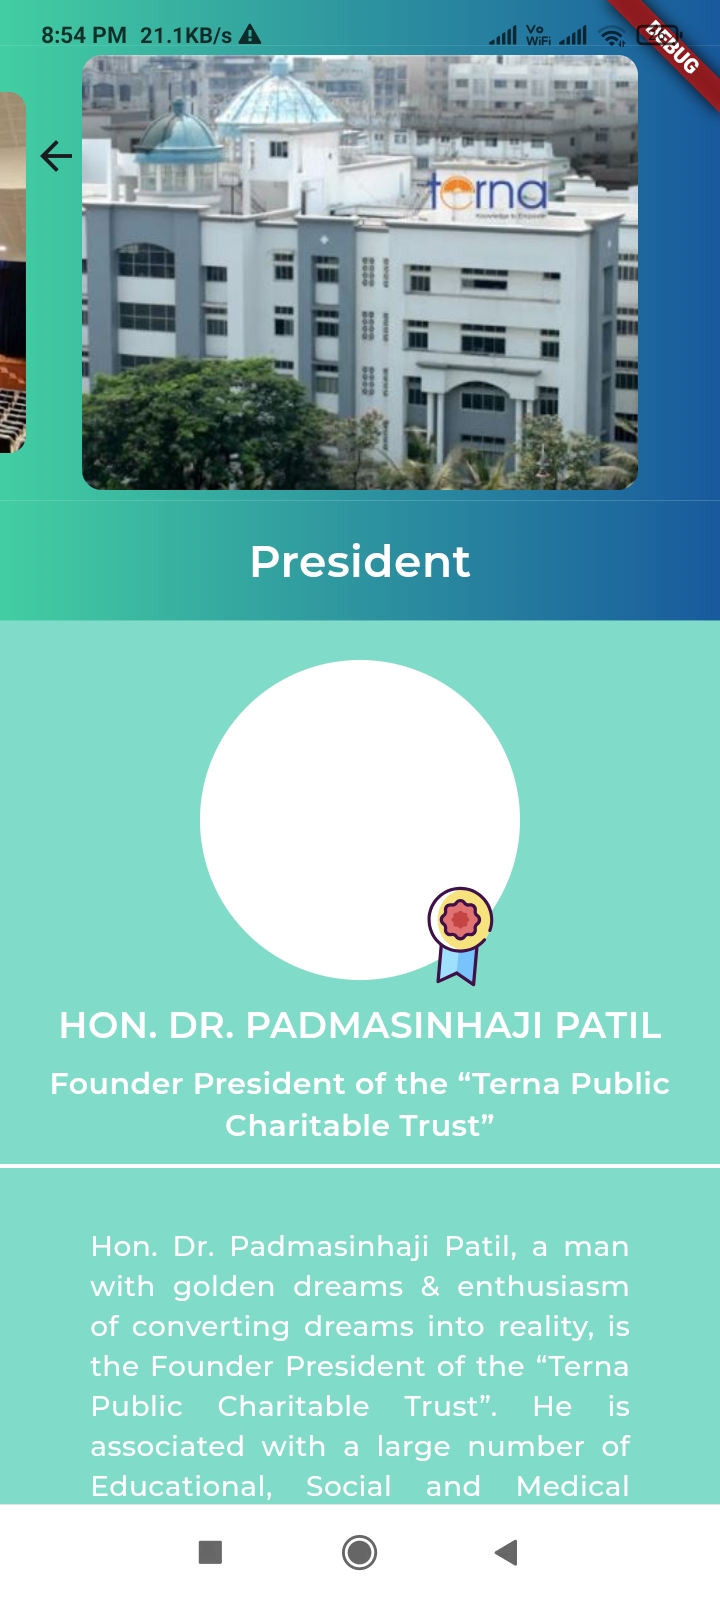 8:54 PM 21.1KB/s
Vo
WiFi
DEBUG
terna
Knowledge to Empower
President
HON. DR. PADMASINHAJI PATIL
Founder President of the “Terna Public
Charitable Trust”
Hon. Dr. Padmasinhaji Patil, a man
with golden dreams & enthusiasm
of converting dreams into reality, is
the Founder President of the “Terna
Public Charitable Trust”. He is
associated with a large number of
Educational, Social and Medical